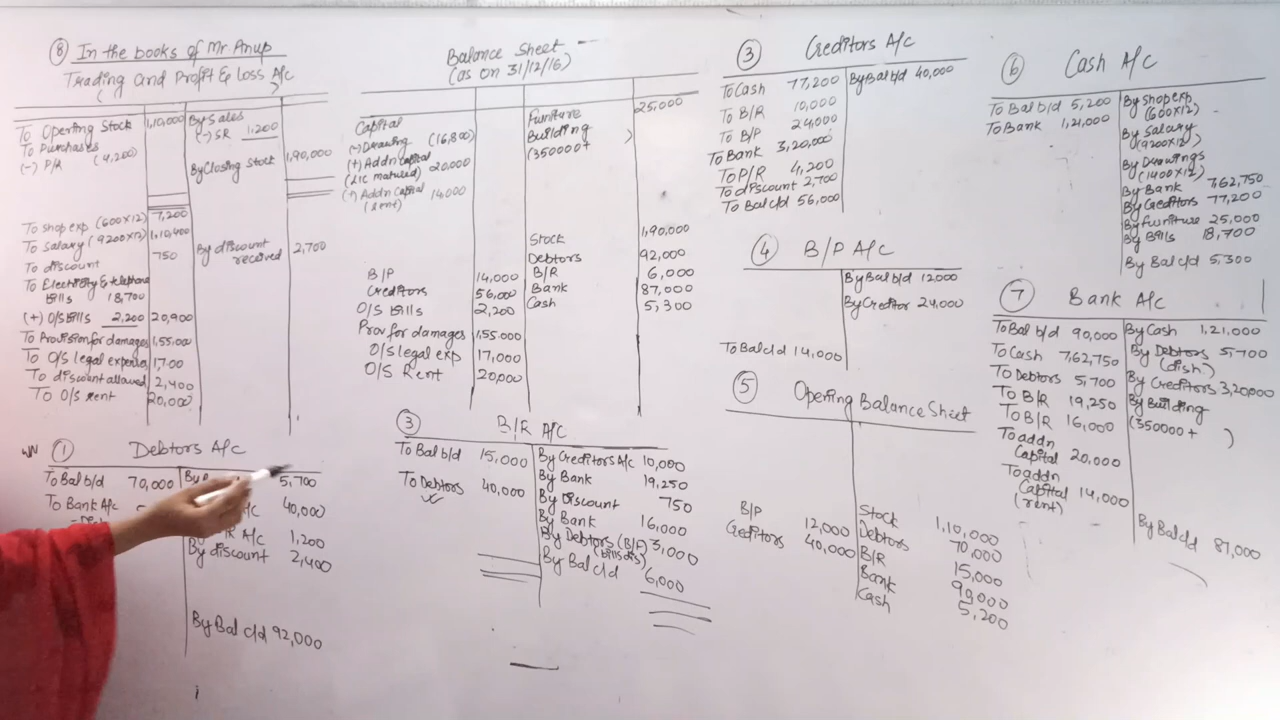 ⑧ In the books of Mr Anup
Trading and Profit & Loss A/c
To Opening Stock 1,10,000 By Sales
To Purchases (-) SR 1,200
(-) P/R (4,200)
By Closing Stock 1,90,000
To shop exp (600×12) 7,200
To Salary (9200×12) 1,10,400
To discount 750 By discount received 2,700
To Electricity & telephone
bills 18,700
(+) O/S bills 2,200 20,900
To Provision for damages 1,55,000
To O/S legal expenses
To discount allowed 2,400
To O/S rent 20,000
Balance Sheet
(as on 31/12/16)
Capital Furniture 25,000
(-) Drawing (16,800) Building
(+) Addn capital (350000+ )
(LIC matured) 20,000
(+) Addn Capital 14,000
(rent)
Stock 1,90,000
Debtors 92,000
B/P 14,000 B/R 6,000
Creditors 56,000 Bank 87,000
O/S Bills 2,200 Cash 5,300
Prov for damages 1,55,000
O/S legal exp 17,000
O/S Rent 20,000
③ Creditors A/c
To Cash 77,200 By Bal b/d 40,000
To B/R 10,000
To B/P 24,000
To Bank 3,20,000
To P/R 4,200
To discount 2,700
To Bal c/d 56,000
④ B/P A/c
By Bal b/d 12,000
By Creditor 24,000
To Bal c/d 14,000
⑤ Opening Balance Sheet
Stock 1,10,000
B/P 12,000 Debtors 70,000
Creditors 40,000 B/R 15,000
Bank 90,000
Cash 5,200
⑥ Cash A/c
To Bal b/d 5,200 By Shop exp
To Bank 1,21,000 (600×12)
By Salary
(9200×12)
By Drawings
(1400×12)
By Bank 7,62,750
By Creditors 77,200
By furniture 25,000
By Bills 18,700
By Bal c/d 5,300
⑦ Bank A/c
To Bal b/d 90,000 By Cash 1,21,000
To Cash 7,62,750 By Debtors 5,700
(dish)
To Debtors 5,700 By Creditors 3,20,000
To B/R 19,250 By Building
To B/R 16,000 (350000+ )
To addn
Capital 20,000
To addn
Capital 14,000
(rent)
By Bal c/d 87,000
WN ① Debtors A/c
To Bal b/d 70,000 5,700
To Bank A/c 40,000
A/c 1,200
By discount 2,400
By Bal c/d 92,000
③ B/R A/c
To Bal b/d 15,000 By Creditors A/c 10,000
To Debtors 40,000 By Bank 19,250
By Discount 750
By Bank 16,000
By Debtors (B/F) 3,000
(bills dis)
By Bal c/d 6,000